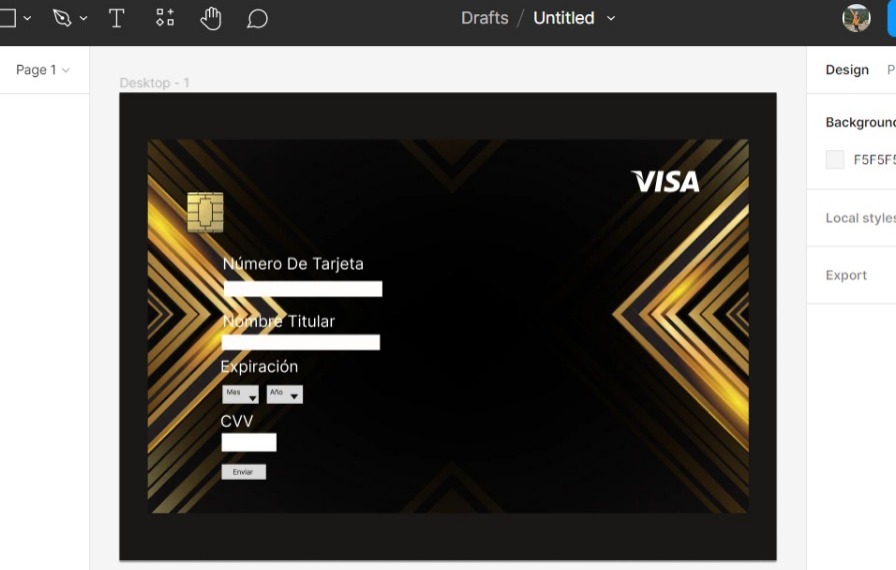 Drafts / Untitled
Page 1
Design
Desktop - 1
Background
F5F5F5
VISA
Local styles
Número De Tarjeta
Export
Nombre Titular
Expiración
Mes
Año
CVV
Enviar